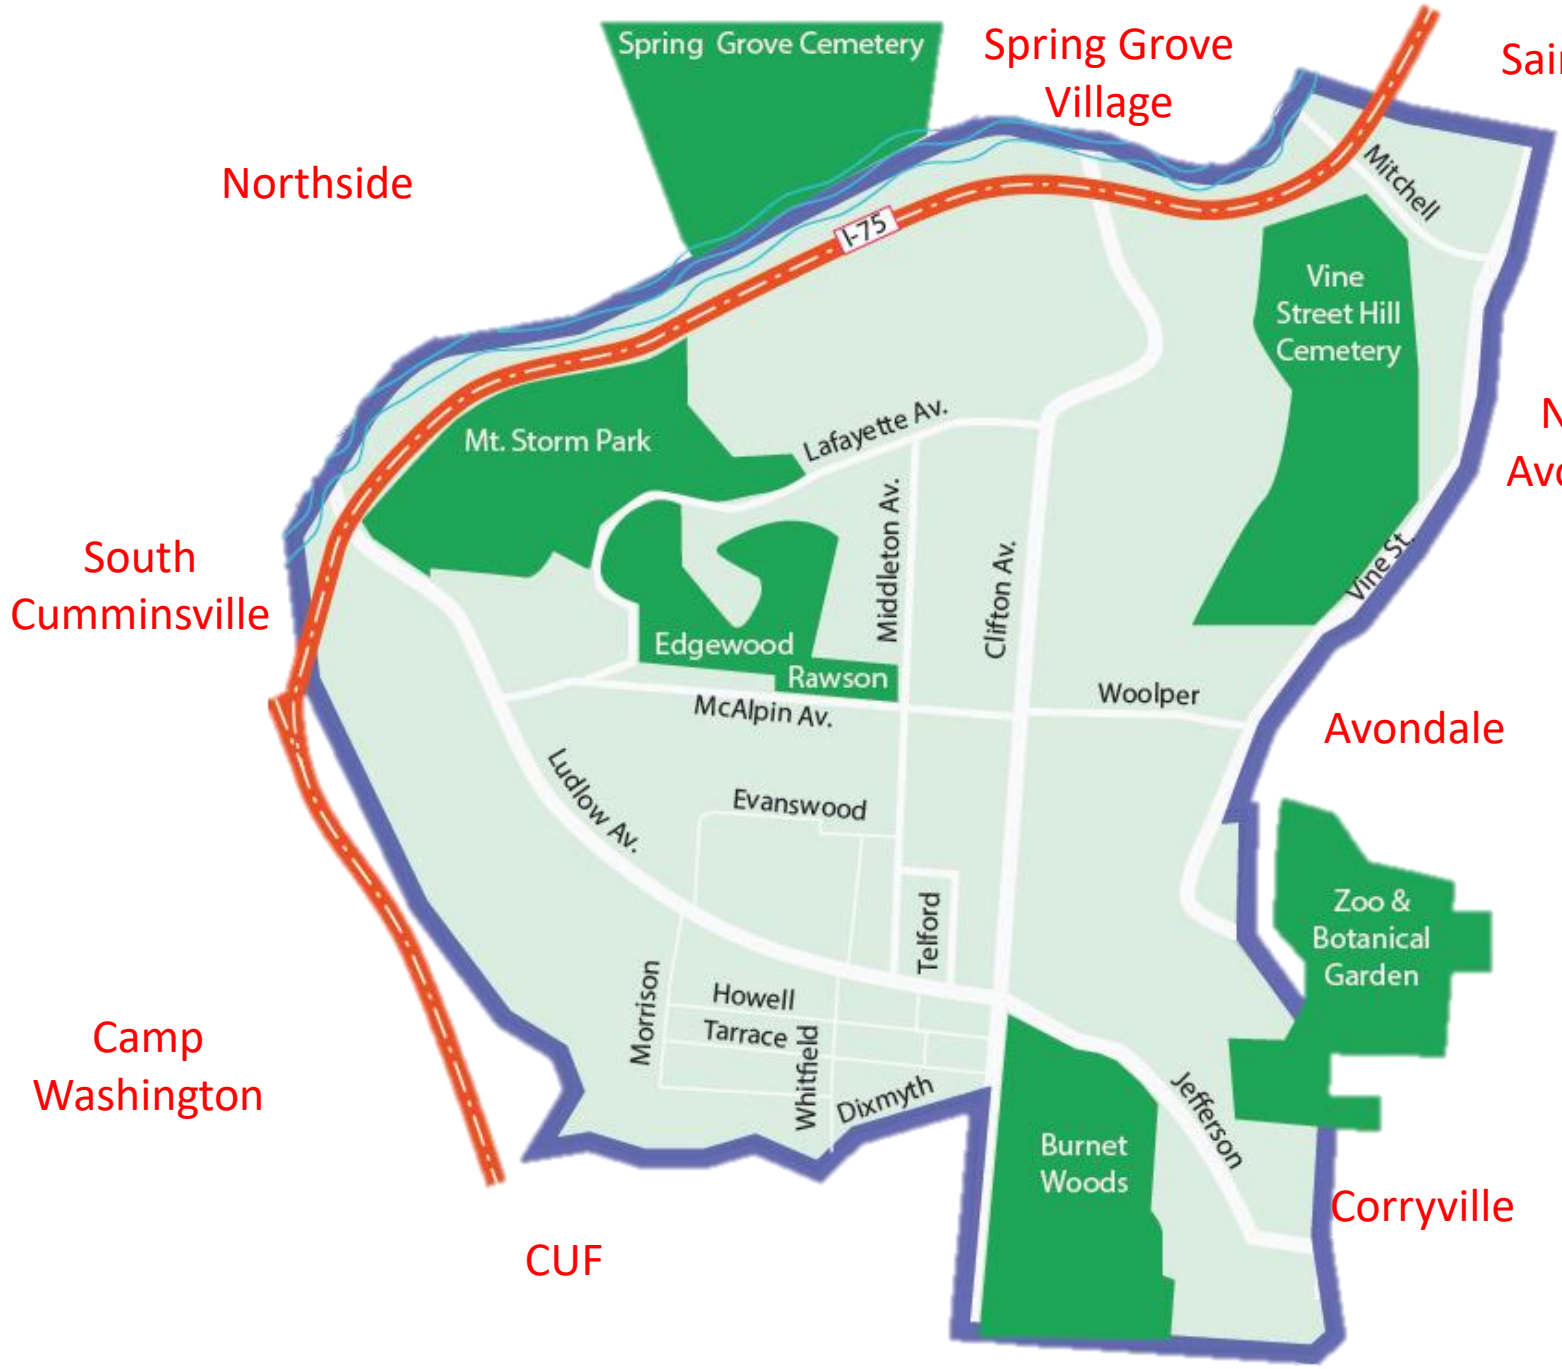 Spring Grove Cemetery
Spring Grove
Village
Northside
I-75
Mitchell
Vine
Street Hill
Cemetery
Mt. Storm Park
Lafayette Av.
Middleton Av.
Clifton Av.
Vine St.
South
Cumminsville
Edgewood
Rawson
McAlpin Av.
Woolper
Avondale
Ludlow Av.
Evanswood
Telford
Zoo &
Botanical
Garden
Morrison
Howell
Tarrace
Whitfield
Dixmyth
Camp
Washington
Jefferson
Burnet
Woods
Corryville
CUF